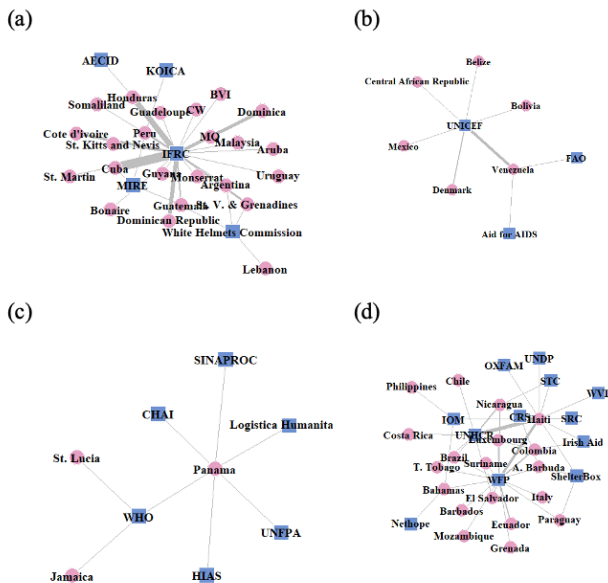 (a)
AECID
KOICA
Honduras
BVI
Somaliland
Guadeloupe
CW
Dominica
Cote d'ivoire
Peru
MQ
St. Kitts and Nevis
Malaysia
IFRC
Aruba
St. Martin
Cuba
Guyana
Monserrat
Uruguay
MIRE
Argentina
Bonaire
Guatemala
St. V. & Grenadines
Dominican Republic
White Helmets Commission
Lebanon
(b)
Belize
Central African Republic
Bolivia
UNICEF
Mexico
FAO
Venezuela
Denmark
Aid for AIDS
(c)
SINAPROC
CHAI
Logistica Humanita
St. Lucia
Panama
WHO
UNFPA
HIAS
Jamaica
(d)
UNDP
OXFAM
STC
Philippines
Chile
WVI
Nicaragua
IOM
CRS
Haiti
SRC
Costa Rica
UNHCR
Luxembourg
Irish Aid
Colombia
Brazil
Suriname
T. Tobago
A. Barbuda
ShelterBox
WFP
Bahamas
El Salvador
Italy
Barbados
Nethope
Ecuador
Paraguay
Mozambique
Grenada